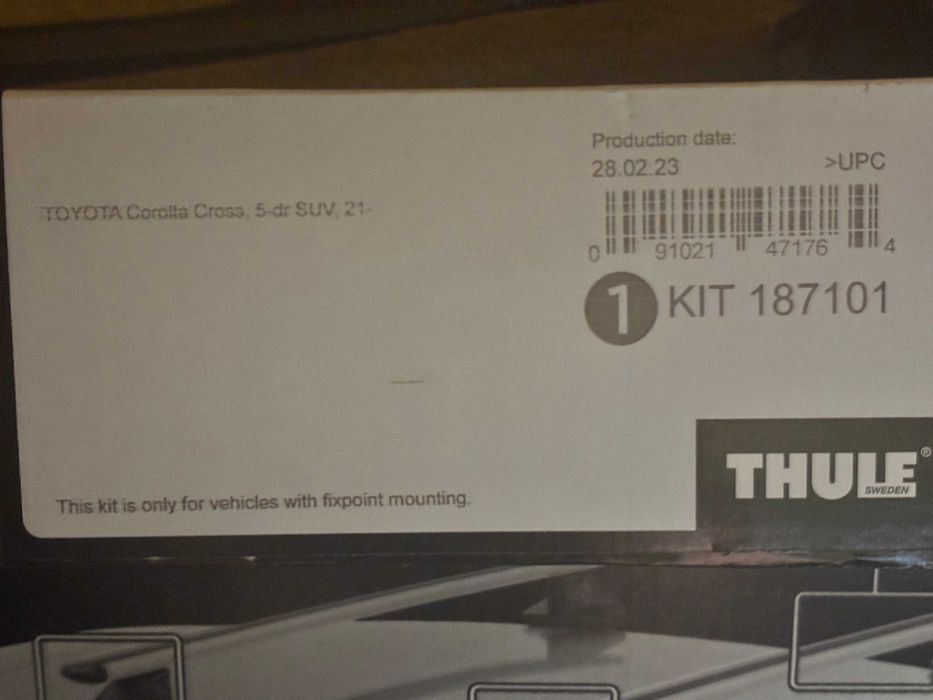 Production date:
28.02.23
>UPC
TOYOTA Corolla Cross, 5-dr SUV, 21-
0 91021 47176 4
1 KIT 187101
THULE®
SWEDEN
This kit is only for vehicles with fixpoint mounting.